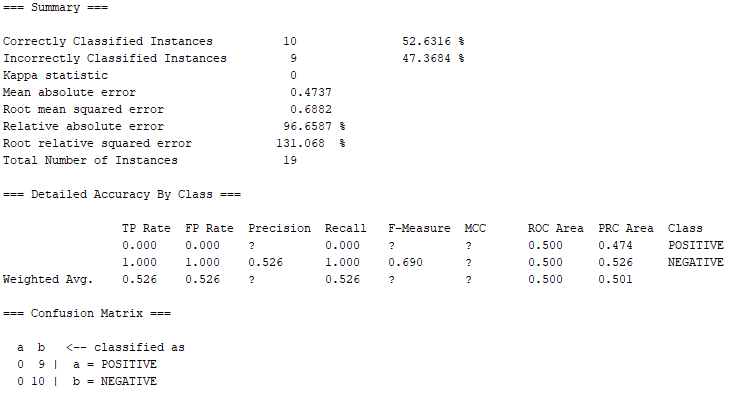 === Summary ===
Correctly Classified Instances 10 52.6316 %
Incorrectly Classified Instances 9 47.3684 %
Kappa statistic 0
Mean absolute error 0.4737
Root mean squared error 0.6882
Relative absolute error 96.6587 %
Root relative squared error 131.068 %
Total Number of Instances 19
=== Detailed Accuracy By Class ===
TP Rate FP Rate Precision Recall F-Measure MCC ROC Area PRC Area Class
0.000 0.000 ? 0.000 ? ? 0.500 0.474 POSITIVE
1.000 1.000 0.526 1.000 0.690 ? 0.500 0.526 NEGATIVE
Weighted Avg. 0.526 0.526 ? 0.526 ? ? 0.500 0.501
=== Confusion Matrix ===
a b <-- classified as
0 9 | a = POSITIVE
0 10 | b = NEGATIVE